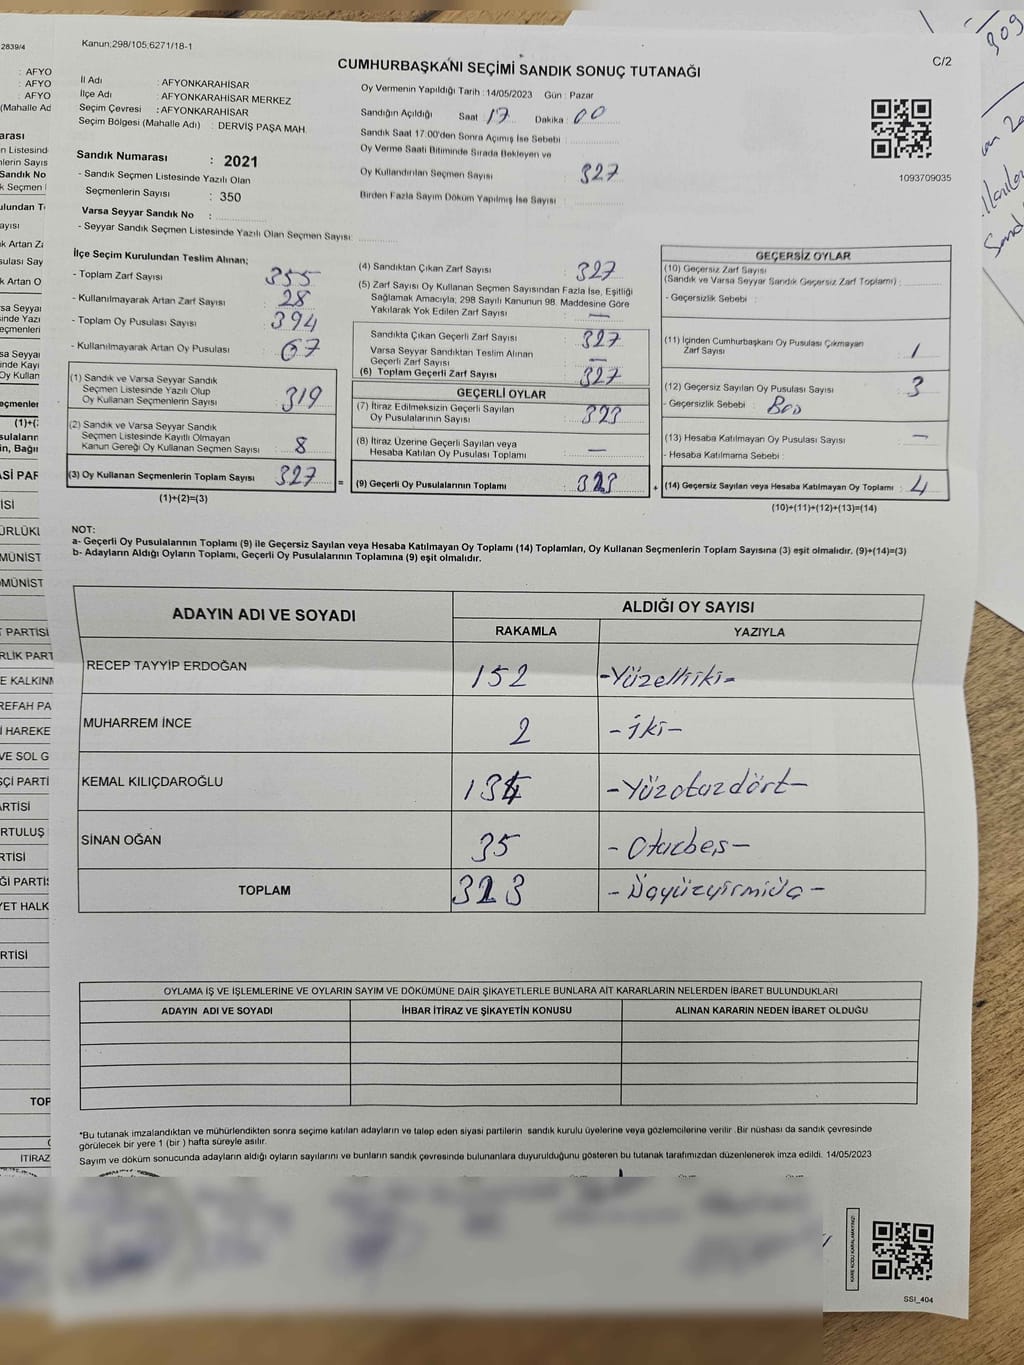 Kanun:298/105;6271/18-1
CUMHURBAŞKANI SEÇİMİ SANDIK SONUÇ TUTANAĞI
C/2
İl Adı : AFYONKARAHİSAR
İlçe Adı : AFYONKARAHİSAR MERKEZ
Seçim Çevresi : AFYONKARAHİSAR
Seçim Bölgesi (Mahalle Adı) : DERVİŞ PAŞA MAH.
Sandık Numarası : 2021
- Sandık Seçmen Listesinde Yazılı Olan
Seçmenlerin Sayısı : 350
Varsa Seyyar Sandık No :
- Seyyar Sandık Seçmen Listesinde Yazılı Olan Seçmen Sayısı:
Oy Vermenin Yapıldığı Tarih : 14/05/2023 Gün : Pazar
Sandığın Açıldığı Saat : 17 Dakika : 00
Sandık Saat 17.00'den Sonra Açılmış İse Sebebi :
Oy Verme Saati Bitiminde Sırada Bekleyen ve
Oy Kullandırılan Seçmen Sayısı : 327
Birden Fazla Sayım Döküm Yapılmış İse Sayısı :
1093709035
İlçe Seçim Kurulundan Teslim Alınan;
- Toplam Zarf Sayısı : 355
- Kullanılmayarak Artan Zarf Sayısı : 28
- Toplam Oy Pusulası Sayısı : 394
- Kullanılmayarak Artan Oy Pusulası : 67
(1) Sandık ve Varsa Seyyar Sandık
Seçmen Listesinde Yazılı Olup
Oy Kullanan Seçmenlerin Sayısı : 319
(2) Sandık ve Varsa Seyyar Sandık
Seçmen Listesinde Kayıtlı Olmayan
Kanun Gereği Oy Kullanan Seçmen Sayısı : 8
(3) Oy Kullanan Seçmenlerin Toplam Sayısı : 327
(1)+(2)=(3)
(4) Sandıktan Çıkan Zarf Sayısı : 327
(5) Zarf Sayısı Oy Kullanan Seçmen Sayısından Fazla İse, Eşitliği
Sağlamak Amacıyla, 298 Sayılı Kanunun 98. Maddesine Göre
Yakılarak Yok Edilen Zarf Sayısı : —
Sandıkta Çıkan Geçerli Zarf Sayısı : 327
Varsa Seyyar Sandıktan Teslim Alınan
Geçerli Zarf Sayısı : —
(6) Toplam Geçerli Zarf Sayısı : 327
GEÇERLİ OYLAR
(7) İtiraz Edilmeksizin Geçerli Sayılan
Oy Pusulalarının Sayısı : 323
(8) İtiraz Üzerine Geçerli Sayılan veya
Hesaba Katılan Oy Pusulası Toplamı : —
= (9) Geçerli Oy Pusulalarının Toplamı : 323
GEÇERSİZ OYLAR
(10) Geçersiz Zarf Sayısı
(Sandık ve Varsa Seyyar Sandık Geçersiz Zarf Toplamı) :
- Geçersizlik Sebebi :
(11) İçinden Cumhurbaşkanı Oy Pusulası Çıkmayan
Zarf Sayısı : 1
(12) Geçersiz Sayılan Oy Pusulası Sayısı : 3
- Geçersizlik Sebebi :
(13) Hesaba Katılmayan Oy Pusulası Sayısı : —
- Hesaba Katılmama Sebebi :
+ (14) Geçersiz Sayılan veya Hesaba Katılmayan Oy Toplamı : 4
(10)+(11)+(12)+(13)=(14)
NOT:
a- Geçerli Oy Pusulalarının Toplamı (9) ile Geçersiz Sayılan veya Hesaba Katılmayan Oy Toplamı (14) Toplamları, Oy Kullanan Seçmenlerin Toplam Sayısına (3) eşit olmalıdır. (9)+(14)=(3)
b- Adayların Aldığı Oyların Toplamı, Geçerli Oy Pusulalarının Toplamına (9) eşit olmalıdır.
ADAYIN ADI VE SOYADI
ALDIĞI OY SAYISI
RAKAMLA YAZIYLA
RECEP TAYYİP ERDOĞAN 152 -Yüzelliiki-
MUHARREM İNCE 2 -İki-
KEMAL KILIÇDAROĞLU 134 -Yüzotuzdört-
SİNAN OĞAN 35 -Otuzbeş-
TOPLAM 323 -Üçyüzyirmiüç-
OYLAMA İŞ VE İŞLEMLERİNE VE OYLARIN SAYIM VE DÖKÜMÜNE DAİR ŞİKAYETLERLE BUNLARA AİT KARARLARIN NELERDEN İBARET BULUNDUKLARI
ADAYIN ADI VE SOYADI İHBAR İTİRAZ VE ŞİKAYETİN KONUSU ALINAN KARARIN NEDEN İBARET OLDUĞU
*Bu tutanak imzalandıktan ve mühürlendikten sonra seçime katılan adayların ve talep eden siyasi partilerin sandık kurulu üyelerine veya gözlemcilerine verilir .Bir nüshası da sandık çevresinde
görülecek bir yere 1 (bir ) hafta süreyle asılır.
Sayım ve döküm sonucunda adayların aldığı oyların sayılarını ve bunların sandık çevresinde bulunanlara duyurulduğunu gösteren bu tutanak tarafımızdan düzenlenerek imza edildi. 14/05/2023
KARE KODU KARALAMAYINIZ!
SSI_404